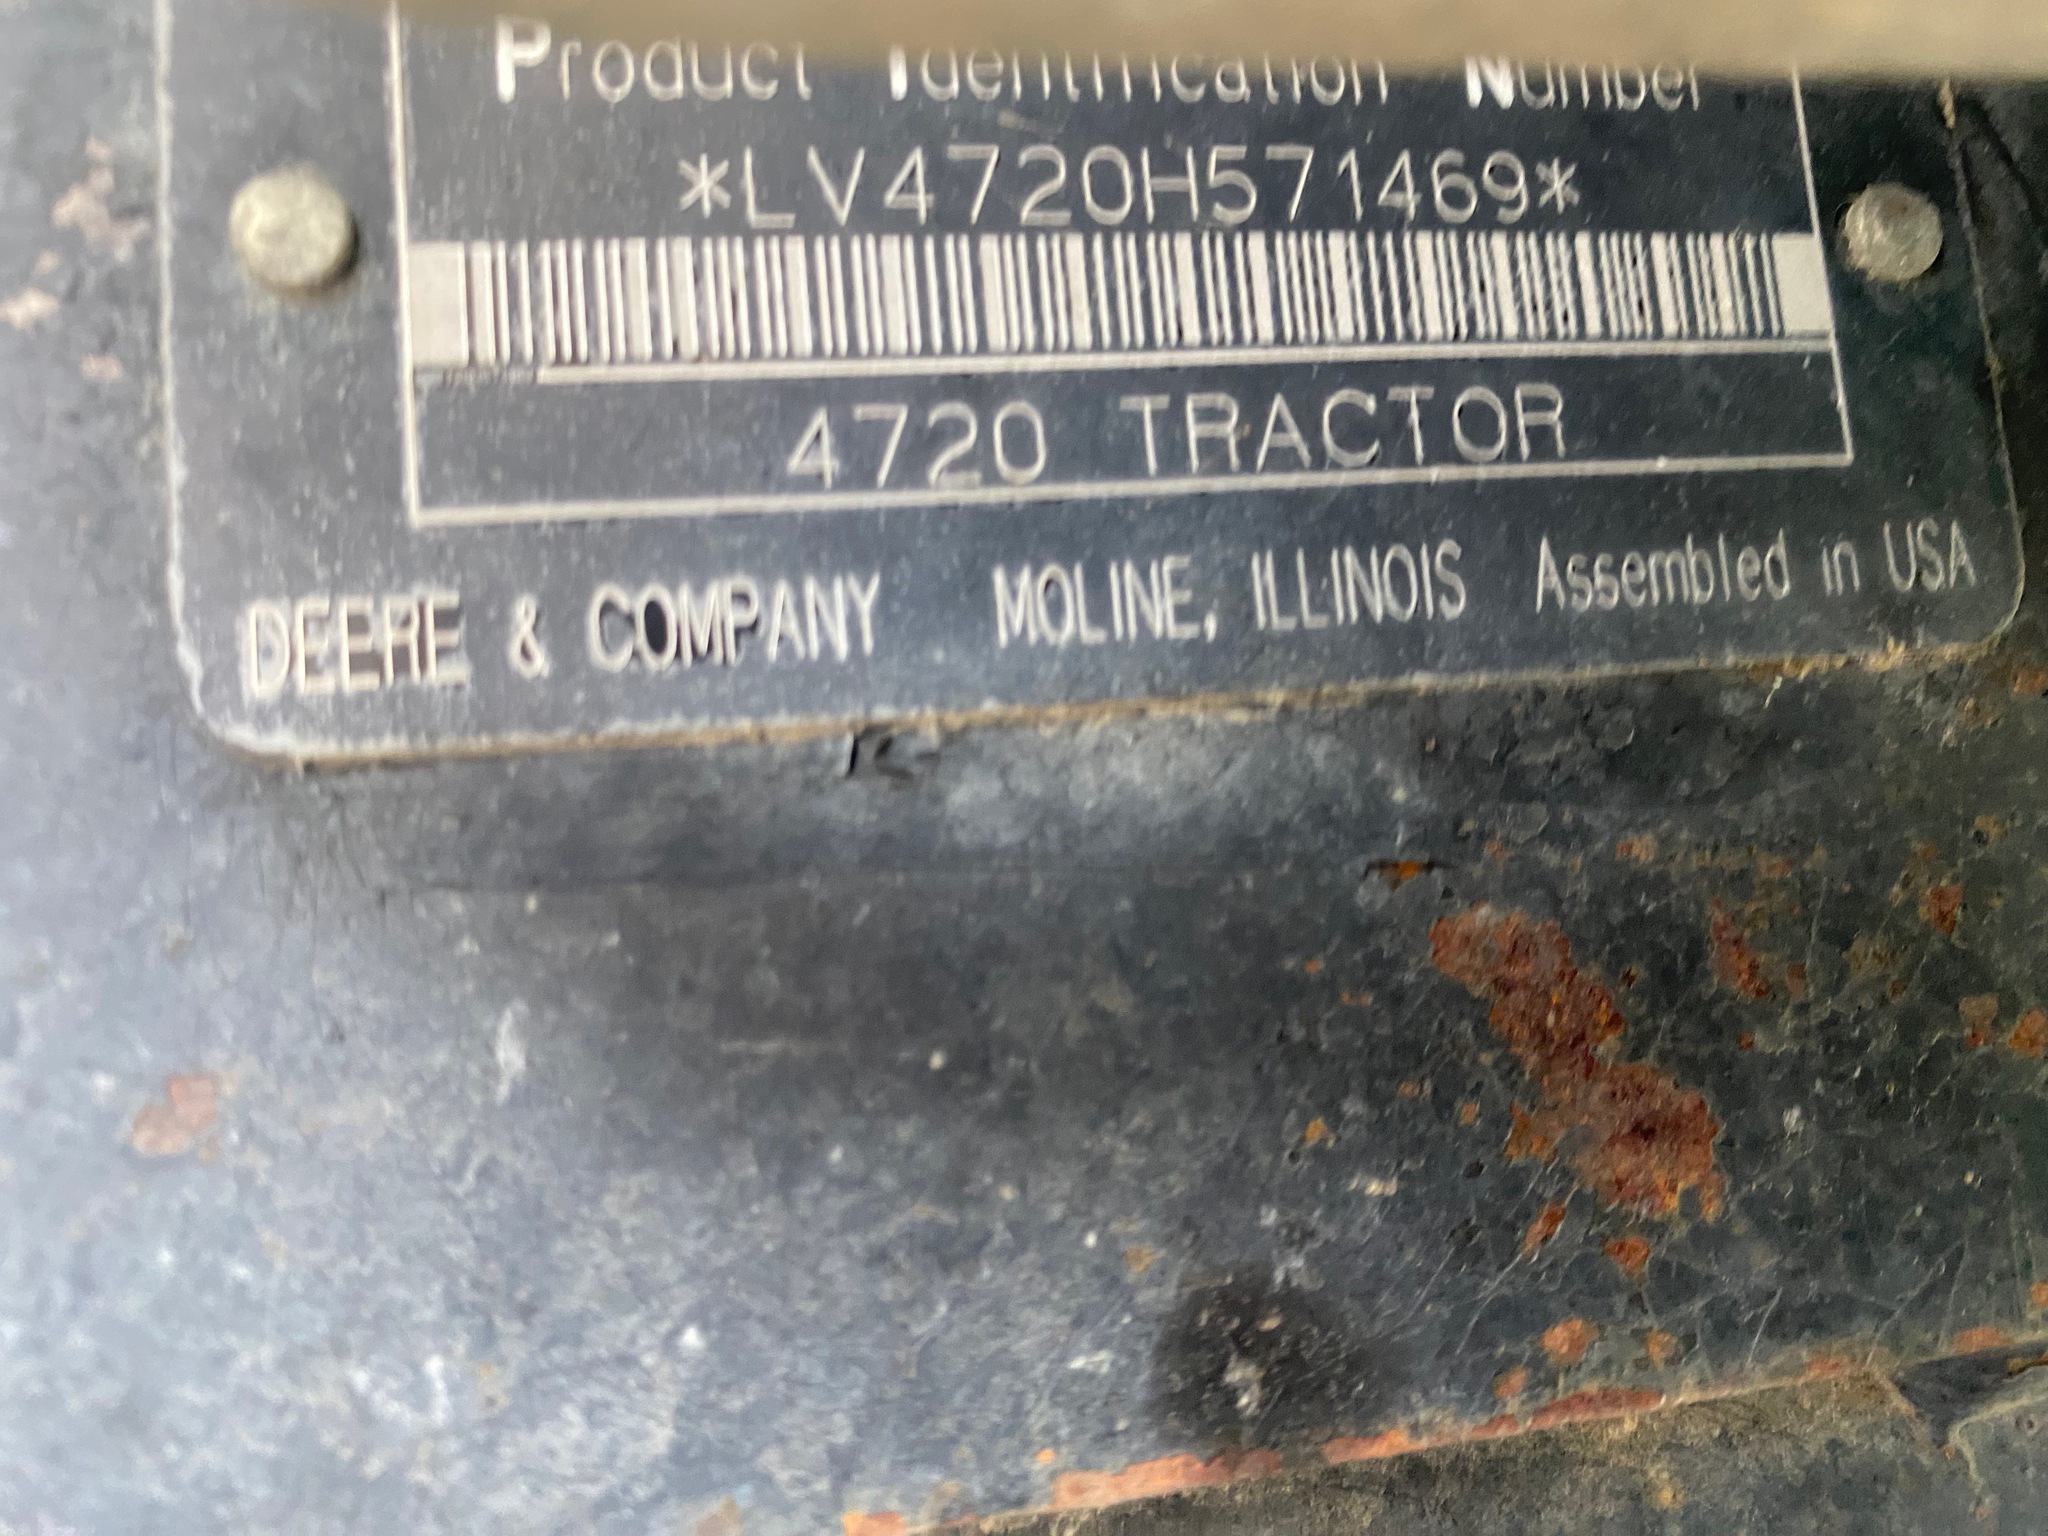 Product Identification Number
*LV4720H571469*
4720 TRACTOR
DEERE & COMPANY MOLINE, ILLINOIS Assembled in USA